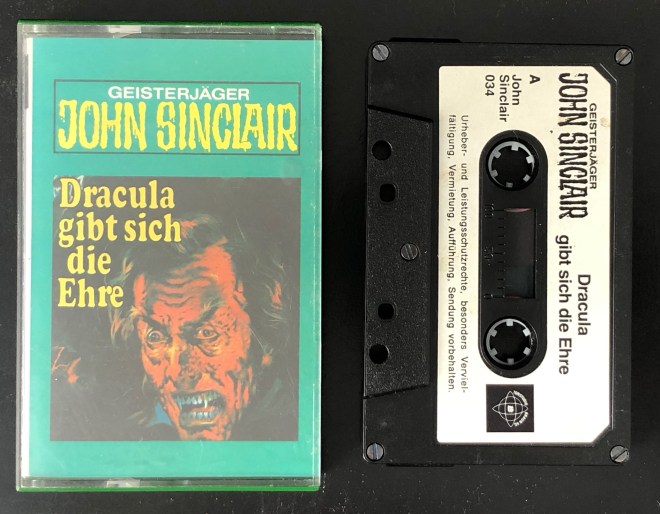 GEISTERJÄGER
JOHN SINCLAIR
Dracula
gibt sich
die
Ehre
A
John
Sinclair
034
GEISTERJÄGER
JOHN SINCLAIR
Dracula
gibt sich die Ehre
Urheber- und Leistungsschutzrechte, besonders Verviel-
fältigung, Vermietung, Aufführung, Sendung vorbehalten.